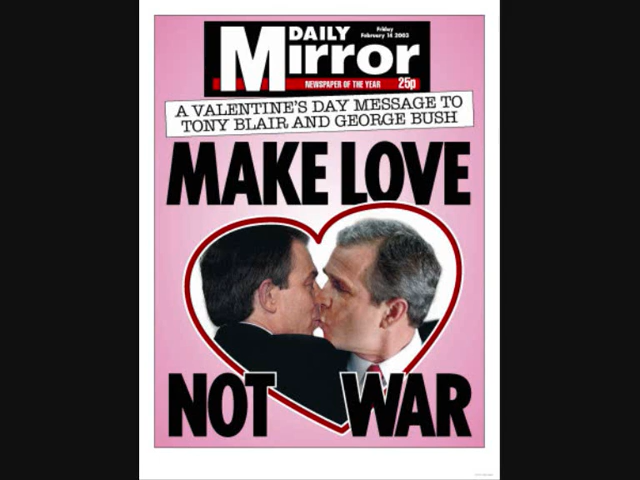 DAILY
Mirror
Friday
February 14 2003
NEWSPAPER OF THE YEAR
25p
A VALENTINE'S DAY MESSAGE TO
TONY BLAIR AND GEORGE BUSH
MAKE LOVE
NOT WAR